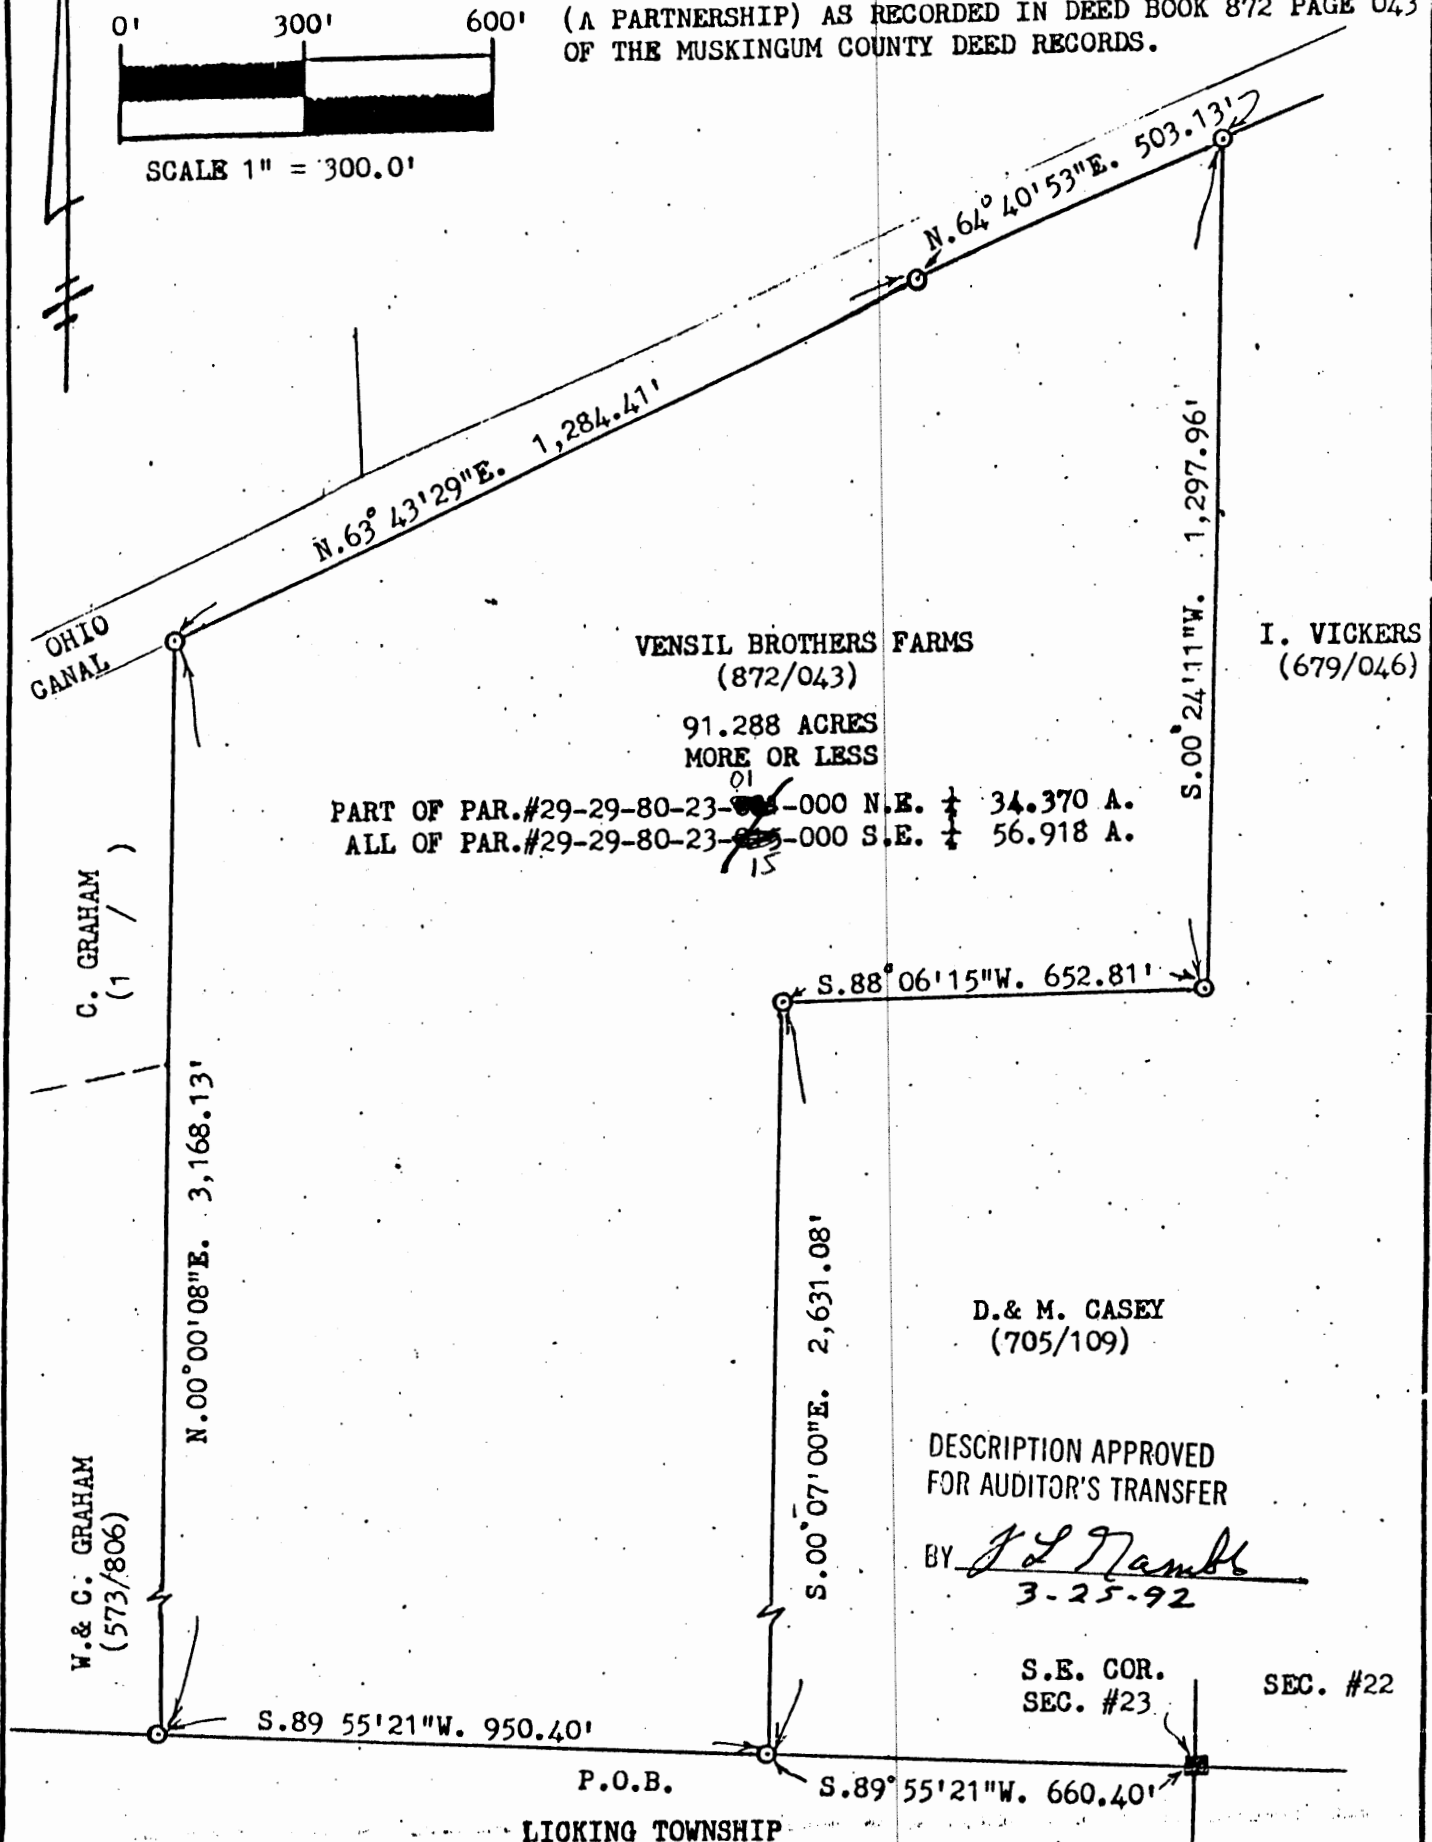 0' 300' 600'
(A PARTNERSHIP) AS RECORDED IN DEED BOOK 872 PAGE 043
OF THE MUSKINGUM COUNTY DEED RECORDS.
SCALE 1" = 300.0'
N.64°40'53"E. 503.13'
N.63°43'29"E. 1,284.41'
S.00°24'11"W. 1,297.96'
OHIO
CANAL
VENSIL BROTHERS FARMS
(872/043)
I. VICKERS
(679/046)
91.288 ACRES
MORE OR LESS
01
PART OF PAR.#29-29-80-23- -000 N.E. ¼ 34.370 A.
ALL OF PAR.#29-29-80-23- -000 S.E. ¼ 56.918 A.
15
C. GRAHAM
(1 / )
S.88°06'15"W. 652.81'
N.00°00'08"E. 3,168.13'
S.00°07'00"E. 2,631.08'
D.& M. CASEY
(705/109)
DESCRIPTION APPROVED
FOR AUDITOR'S TRANSFER
BY
3-25-92
W.& C. GRAHAM
(573/806)
S.E. COR.
SEC. #23
SEC. #22
S.89 55'21"W. 950.40'
P.O.B.
S.89°55'21"W. 660.40'
LICKING TOWNSHIP